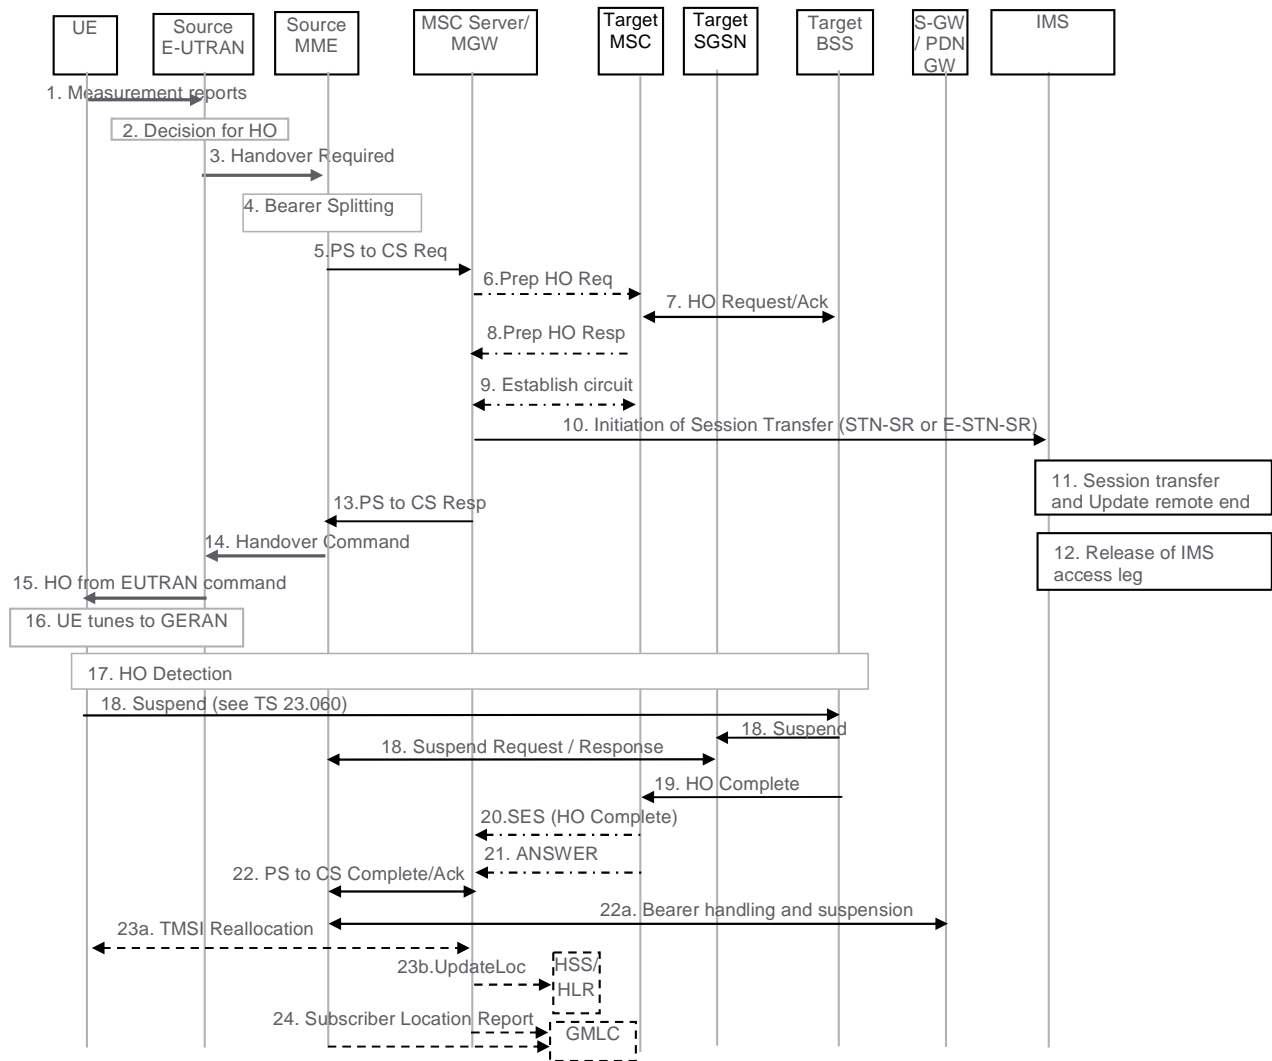 UE
Source
E-UTRAN
Source
MME
MSC Server/
MGW
Target
MSC
Target
SGSN
Target
BSS
S-GW
/ PDN
GW
IMS
1. Measurement reports
2. Decision for HO
3. Handover Required
4. Bearer Splitting
5.PS to CS Req
6.Prep HO Req
7. HO Request/Ack
8.Prep HO Resp
9. Establish circuit
10. Initiation of Session Transfer (STN-SR or E-STN-SR)
11. Session transfer
and Update remote end
13.PS to CS Resp
14. Handover Command
12. Release of IMS
access leg
15. HO from EUTRAN command
16. UE tunes to GERAN
17. HO Detection
18. Suspend (see TS 23.060)
18. Suspend
18. Suspend Request / Response
19. HO Complete
20.SES (HO Complete)
21. ANSWER
22. PS to CS Complete/Ack
22a. Bearer handling and suspension
23a. TMSI Reallocation
23b.UpdateLoc
HSS/
HLR
24. Subscriber Location Report
GMLC